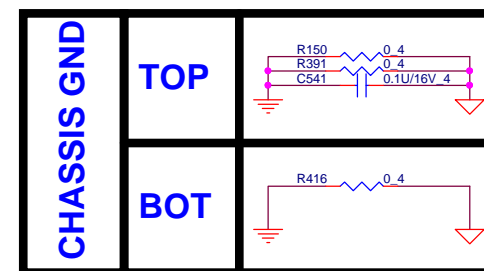 CHASSIS GND
TOP
R150 0_4
R391 0_4
C541 0.1U/16V_4
BOT
R416 0_4